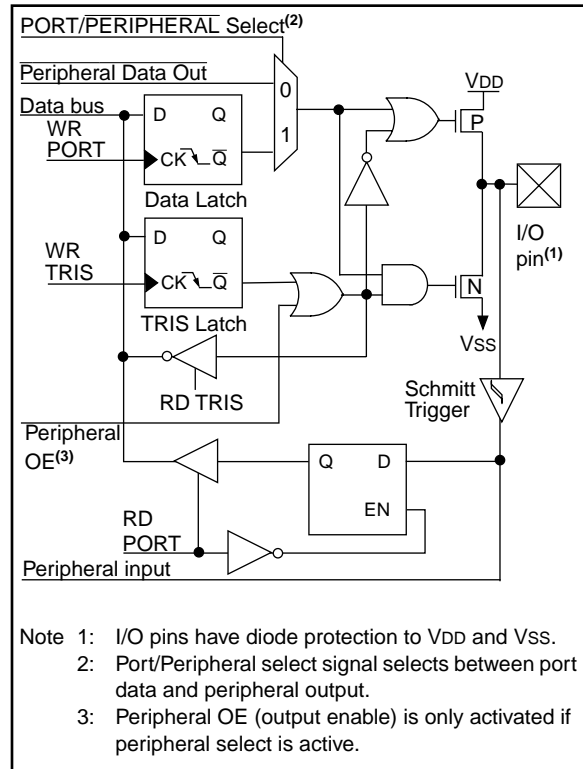 PORT/PERIPHERAL Select(2)
Peripheral Data Out
Data bus
WR
PORT
D Q
CK Q
Data Latch
0
1
VDD
P
I/O
pin(1)
WR
TRIS
D Q
CK Q
TRIS Latch
N
VSS
RD TRIS
Schmitt
Trigger
Peripheral
OE(3)
Q D
EN
RD
PORT
Peripheral input
Note 1: I/O pins have diode protection to VDD and VSS.
2: Port/Peripheral select signal selects between port
data and peripheral output.
3: Peripheral OE (output enable) is only activated if
peripheral select is active.